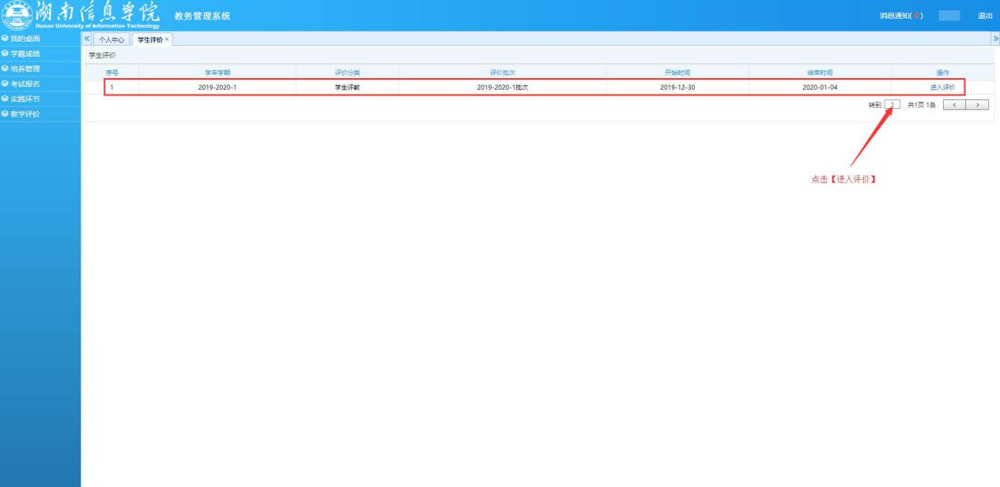 湖南信息学院
Hunan University of Information Technology
教务管理系统
消息通知(0) 退出
我的桌面
学籍成绩
培养管理
考试报名
实践环节
教学评价
« 个人中心 学生评价 × »
学生评价
序号 学年学期 评价分类 评价批次 开始时间 结束时间 操作
1 2019-2020-1 学生评教 2019-2020-1批次 2019-12-30 2020-01-04 进入评价
转到 1 共1页 1条 < >
点击【进入评价】